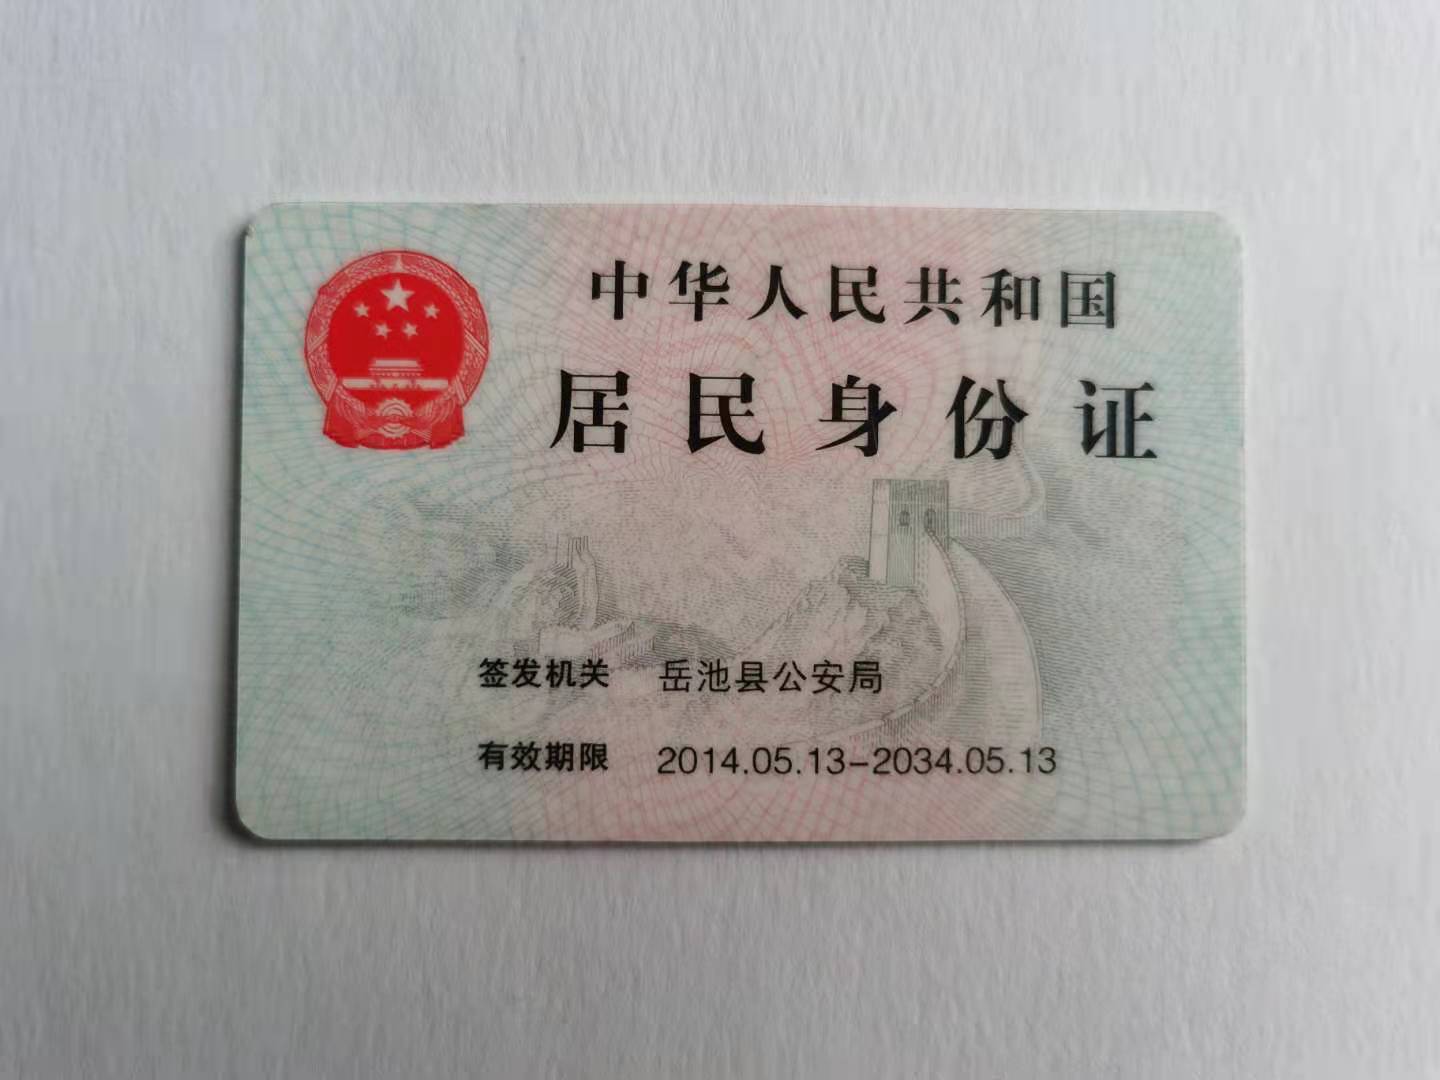 中华人民共和国
居民身份证
签发机关 岳池县公安局
有效期限 2014.05.13-2034.05.13